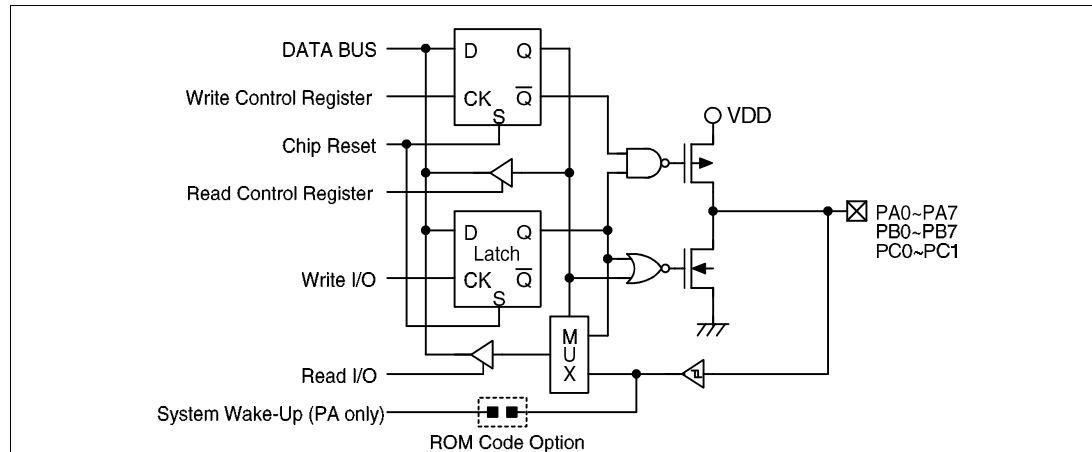 DATA BUS
D Q
Write Control Register
CK Q̅
S
VDD
Chip Reset
Read Control Register
D Q
Latch
PA0~PA7
PB0~PB7
PC0~PC1
Write I/O
CK Q̅
S
M
U
X
Read I/O
System Wake-Up (PA only)
ROM Code Option